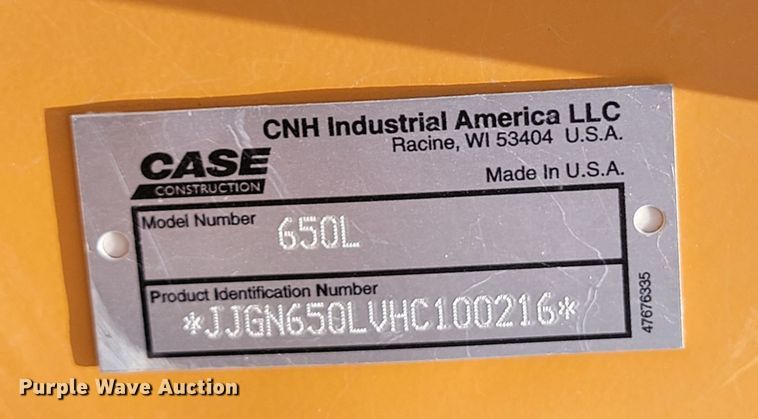 CNH Industrial America LLC
Racine, WI 53404 U.S.A.
CASE
CONSTRUCTION
Made In U.S.A.
Model Number
650L
Product Identification Number
*JJGN650LVHC100216*
47676335
Purple Wave Auction